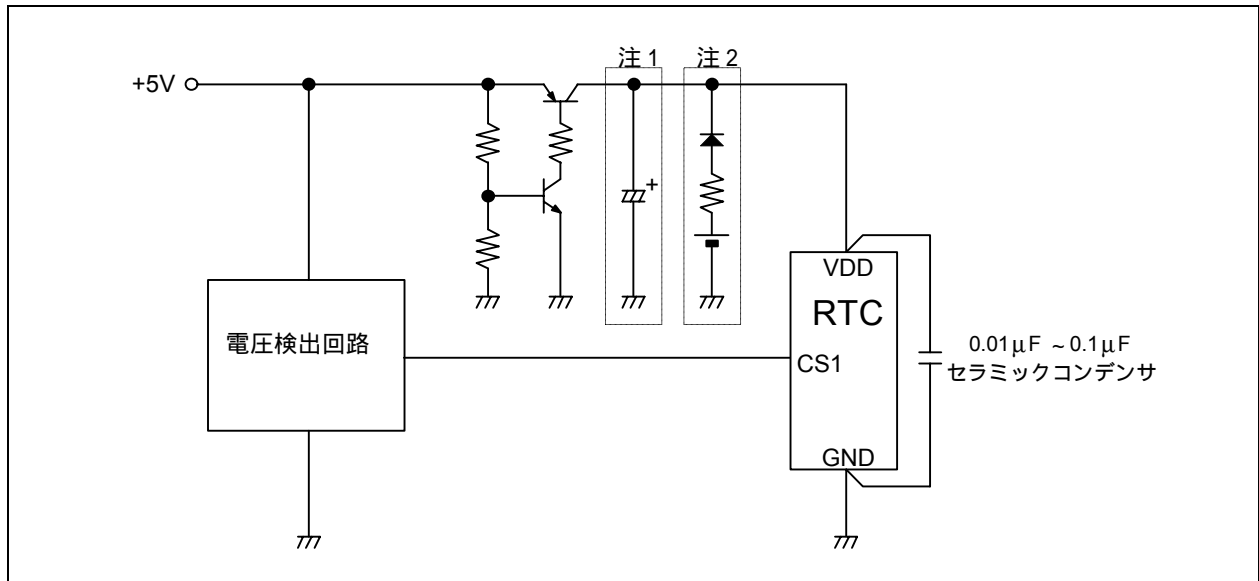 注 1
注 2
+5V
+
VDD
RTC
電圧検出回路
CS1
0.01μF ~0.1μF
セラミックコンデンサ
GND